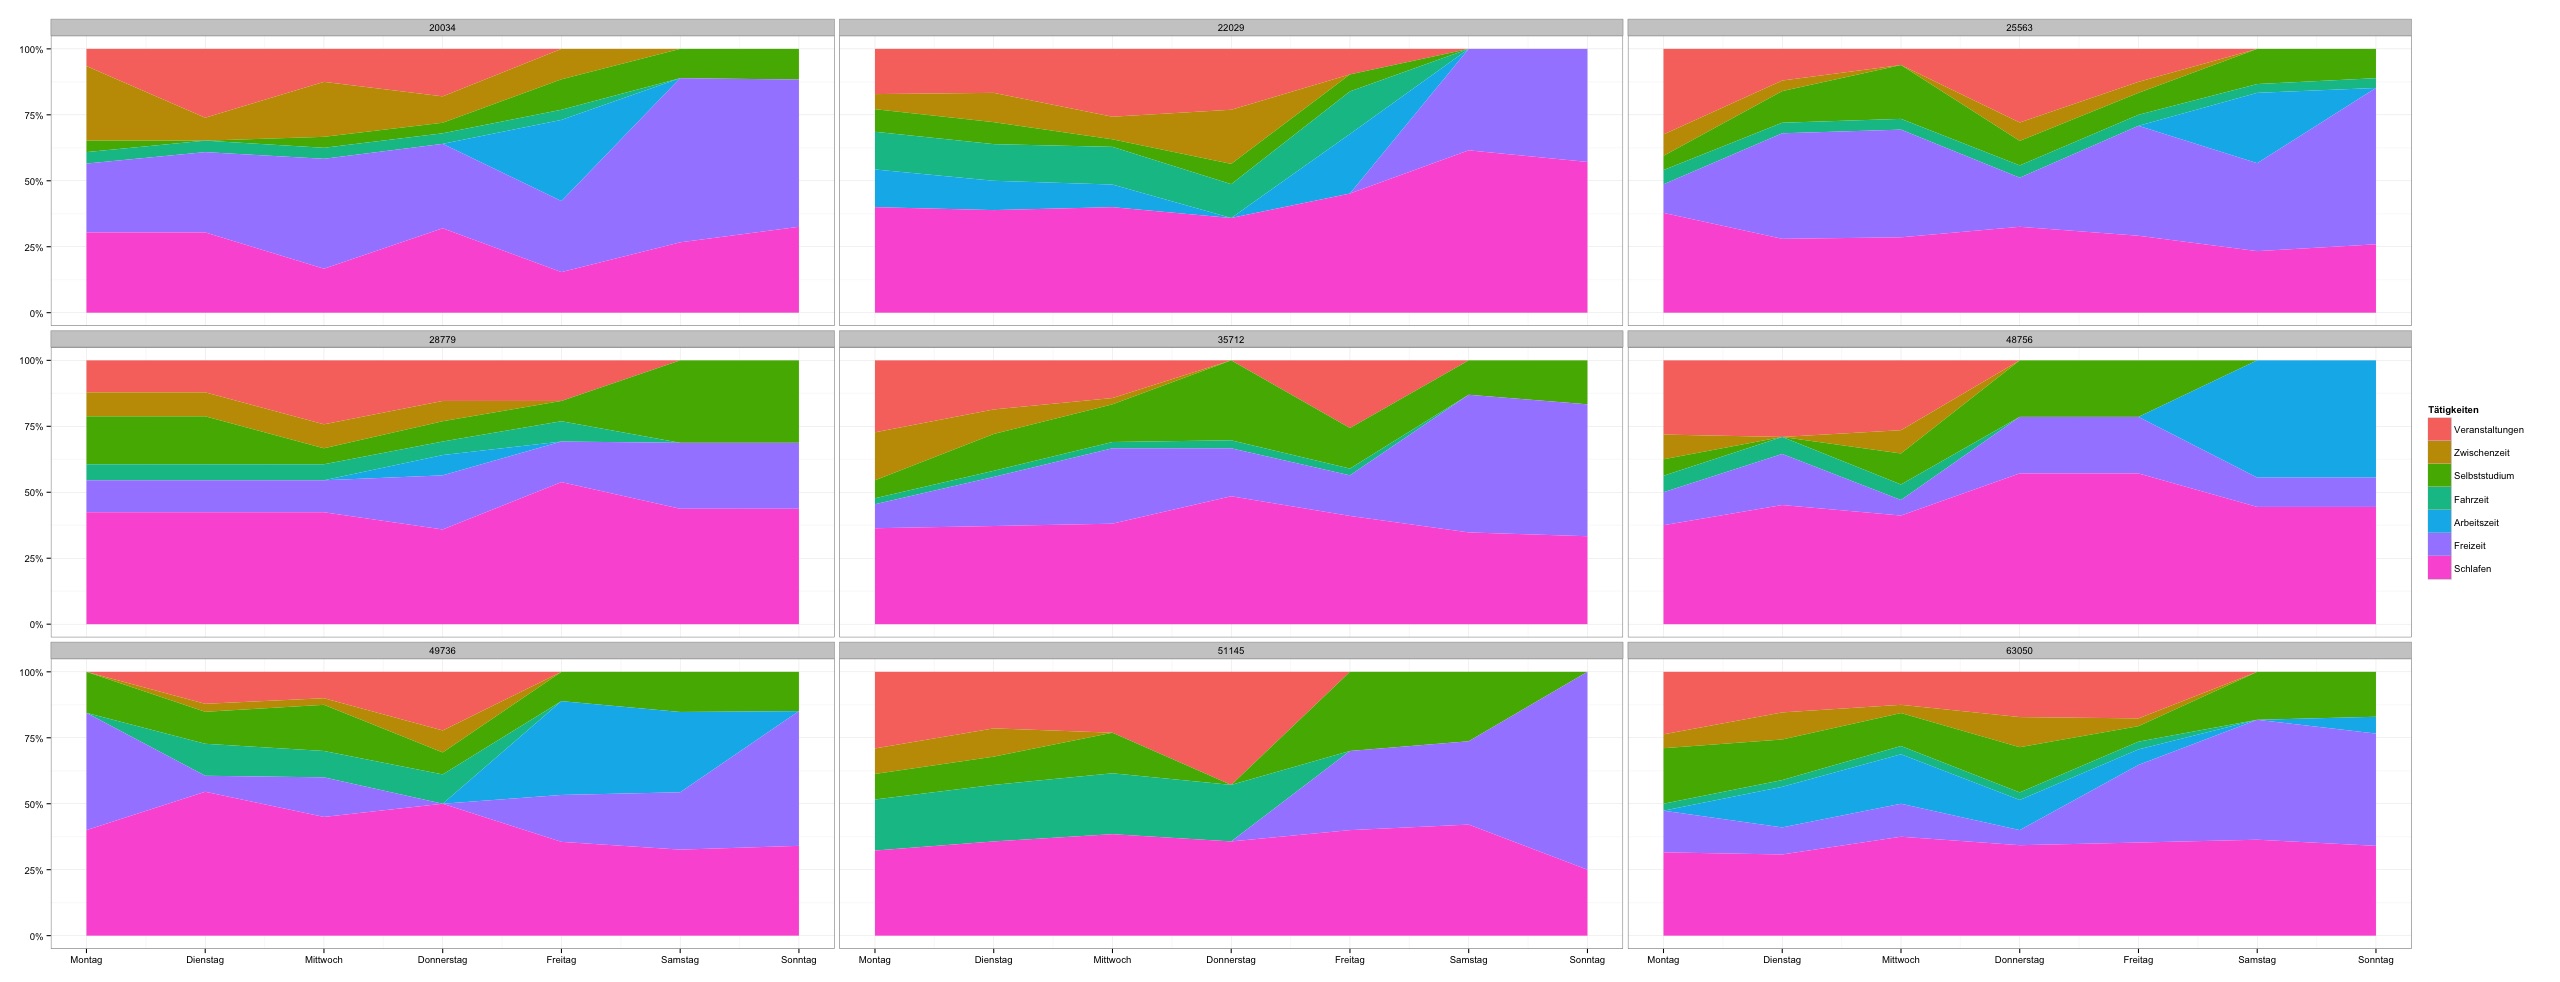 20034 22029 25563
100%
75%
50%
25%
0%
28779 35712 48756
100%
75%
50%
25%
0%
49736 51145 63050
100%
75%
50%
25%
0%
Montag Dienstag Mittwoch Donnerstag Freitag Samstag Sonntag Montag Dienstag Mittwoch Donnerstag Freitag Samstag Sonntag Montag Dienstag Mittwoch Donnerstag Freitag Samstag Sonntag
Tätigkeiten
Veranstaltungen
Zwischenzeit
Selbststudium
Fahrzeit
Arbeitszeit
Freizeit
Schlafen